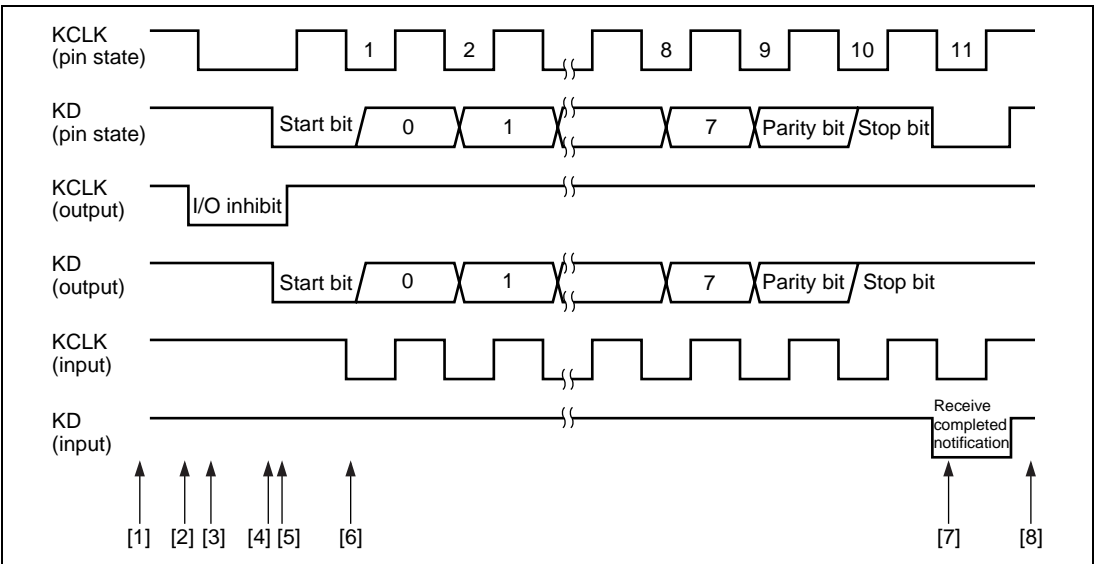 KCLK
(pin state)
1 2 8 9 10 11
KD
(pin state)
Start bit 0 1 7 Parity bit Stop bit
KCLK
(output)
I/O inhibit
KD
(output)
Start bit 0 1 7 Parity bit Stop bit
KCLK
(input)
KD
(input)
Receive
completed
notification
[1] [2] [3] [4] [5] [6] [7] [8]